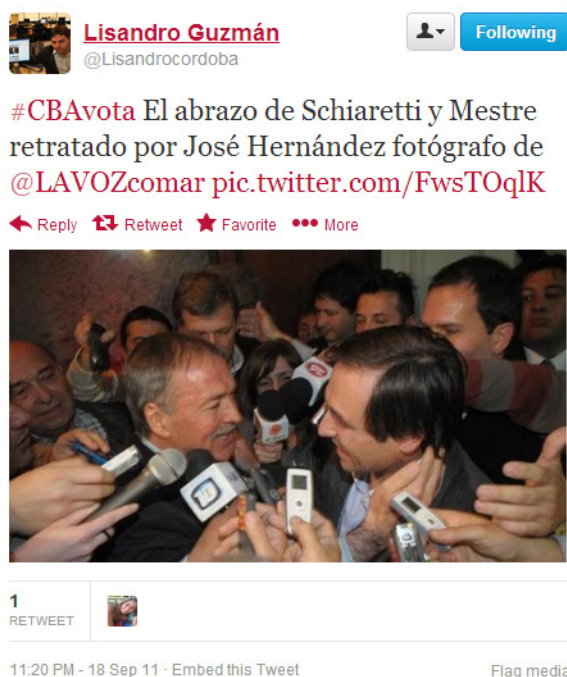 Lisandro Guzmán
@Lisandrocordoba
Following
#CBAvota El abrazo de Schiaretti y Mestre
retratado por José Hernández fotógrafo de
@LAVOZcomar pic.twitter.com/FwsTOqlK
Reply Retweet Favorite More
1
RETWEET
11:20 PM - 18 Sep 11 · Embed this Tweet
Flag media